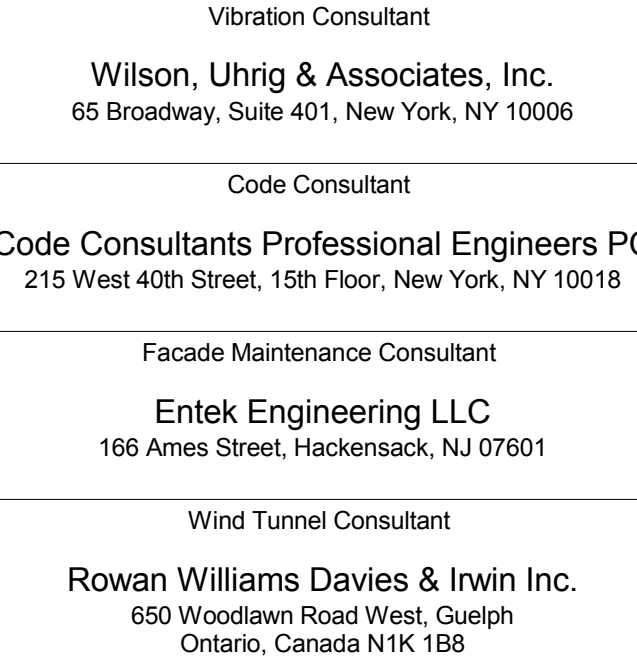 Vibration Consultant
Wilson, Uhrig & Associates, Inc.
65 Broadway, Suite 401, New York, NY 10006
Code Consultant
Code Consultants Professional Engineers PC
215 West 40th Street, 15th Floor, New York, NY 10018
Facade Maintenance Consultant
Entek Engineering LLC
166 Ames Street, Hackensack, NJ 07601
Wind Tunnel Consultant
Rowan Williams Davies & Irwin Inc.
650 Woodlawn Road West, Guelph
Ontario, Canada N1K 1B8